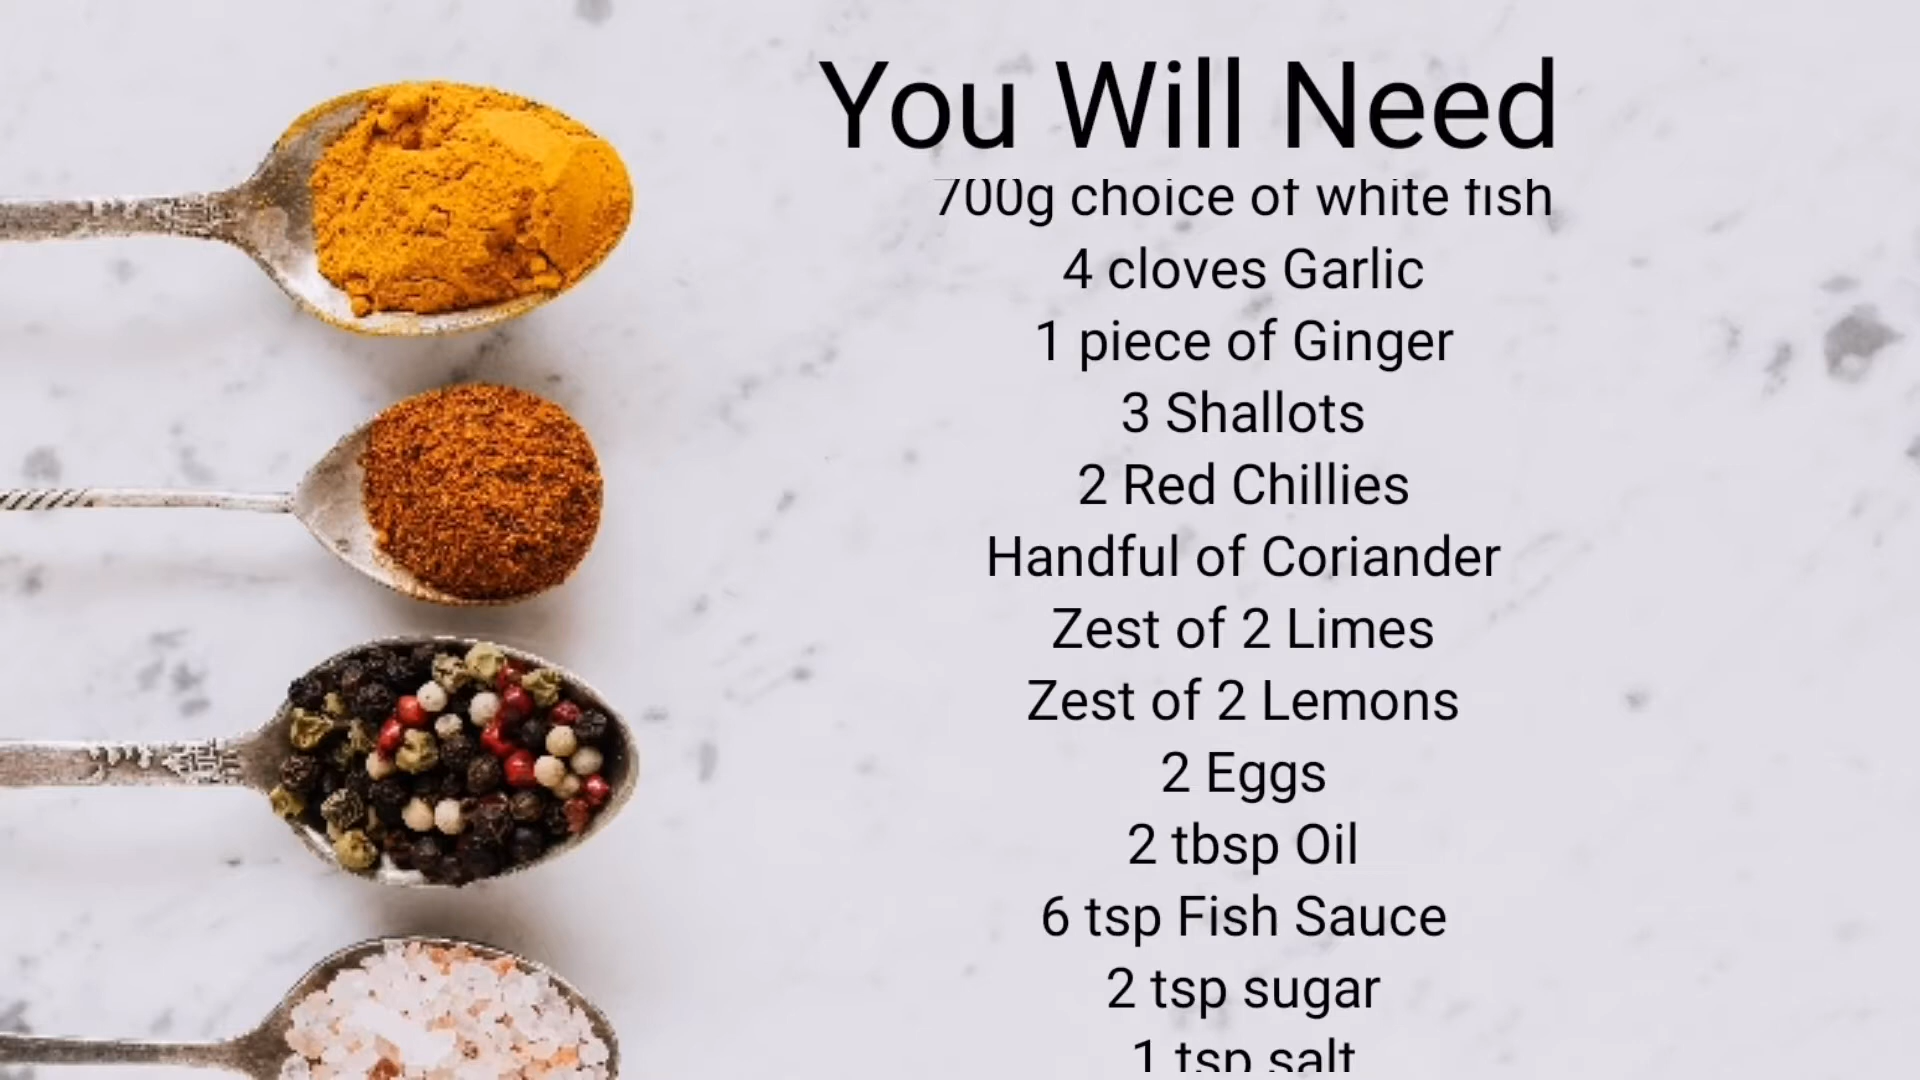 You Will Need
700g choice of white fish
4 cloves Garlic
1 piece of Ginger
3 Shallots
2 Red Chillies
Handful of Coriander
Zest of 2 Limes
Zest of 2 Lemons
2 Eggs
2 tbsp Oil
6 tsp Fish Sauce
2 tsp sugar
1 tsp salt